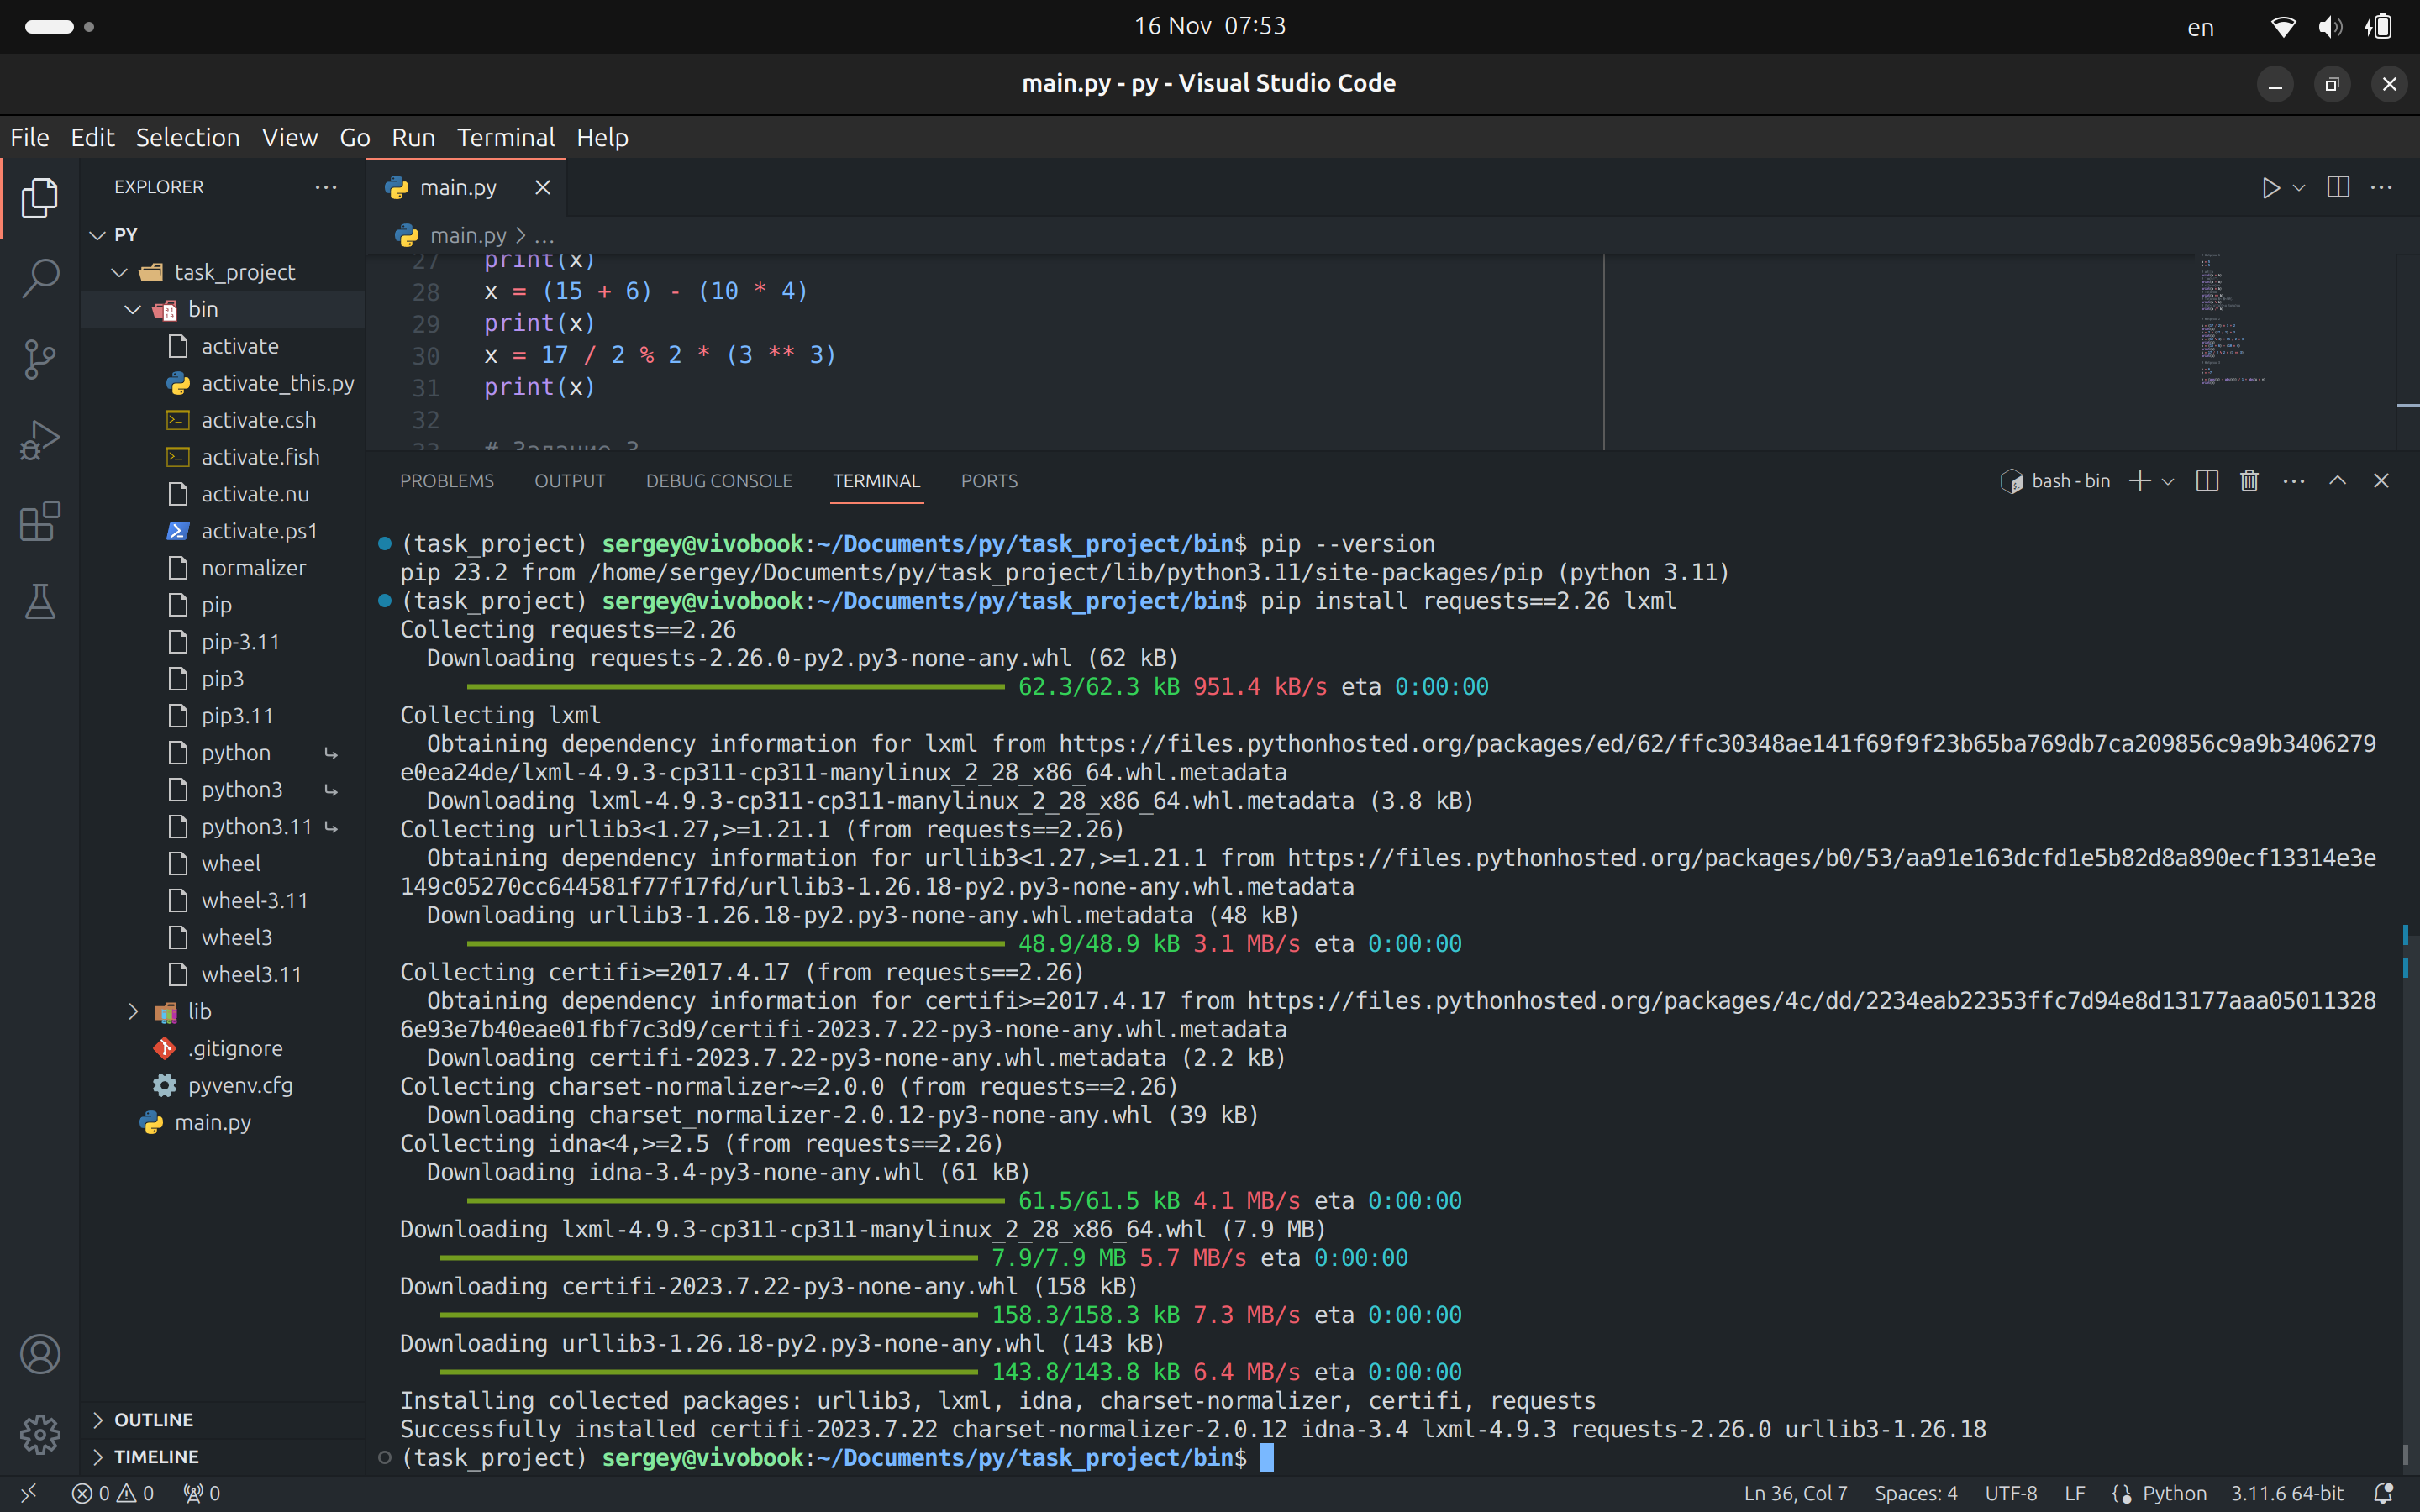 16 Nov 07:53
en
main.py - py - Visual Studio Code
File Edit Selection View Go Run Terminal Help
EXPLORER
PY
task_project
bin
activate
activate_this.py
activate.csh
activate.fish
activate.nu
activate.ps1
normalizer
pip
pip-3.11
pip3
pip3.11
python
python3
python3.11
wheel
wheel-3.11
wheel3
wheel3.11
lib
.gitignore
pyvenv.cfg
main.py
OUTLINE
TIMELINE
main.py
main.py > ...
27 print(x)
28 x = (15 + 6) - (10 * 4)
29 print(x)
30 x = 17 / 2 % 2 * (3 ** 3)
31 print(x)
32
33 # Задание 3
PROBLEMS OUTPUT DEBUG CONSOLE TERMINAL PORTS
bash - bin
(task_project) sergey@vivobook:~/Documents/py/task_project/bin$ pip --version
pip 23.2 from /home/sergey/Documents/py/task_project/lib/python3.11/site-packages/pip (python 3.11)
(task_project) sergey@vivobook:~/Documents/py/task_project/bin$ pip install requests==2.26 lxml
Collecting requests==2.26
Downloading requests-2.26.0-py2.py3-none-any.whl (62 kB)
62.3/62.3 kB 951.4 kB/s eta 0:00:00
Collecting lxml
Obtaining dependency information for lxml from https://files.pythonhosted.org/packages/ed/62/ffc30348ae141f69f9f23b65ba769db7ca209856c9a9b3406279
e0ea24de/lxml-4.9.3-cp311-cp311-manylinux_2_28_x86_64.whl.metadata
Downloading lxml-4.9.3-cp311-cp311-manylinux_2_28_x86_64.whl.metadata (3.8 kB)
Collecting urllib3<1.27,>=1.21.1 (from requests==2.26)
Obtaining dependency information for urllib3<1.27,>=1.21.1 from https://files.pythonhosted.org/packages/b0/53/aa91e163dcfd1e5b82d8a890ecf13314e3e
149c05270cc644581f77f17fd/urllib3-1.26.18-py2.py3-none-any.whl.metadata
Downloading urllib3-1.26.18-py2.py3-none-any.whl.metadata (48 kB)
48.9/48.9 kB 3.1 MB/s eta 0:00:00
Collecting certifi>=2017.4.17 (from requests==2.26)
Obtaining dependency information for certifi>=2017.4.17 from https://files.pythonhosted.org/packages/4c/dd/2234eab22353ffc7d94e8d13177aaa05011328
6e93e7b40eae01fbf7c3d9/certifi-2023.7.22-py3-none-any.whl.metadata
Downloading certifi-2023.7.22-py3-none-any.whl.metadata (2.2 kB)
Collecting charset-normalizer~=2.0.0 (from requests==2.26)
Downloading charset_normalizer-2.0.12-py3-none-any.whl (39 kB)
Collecting idna<4,>=2.5 (from requests==2.26)
Downloading idna-3.4-py3-none-any.whl (61 kB)
61.5/61.5 kB 4.1 MB/s eta 0:00:00
Downloading lxml-4.9.3-cp311-cp311-manylinux_2_28_x86_64.whl (7.9 MB)
7.9/7.9 MB 5.7 MB/s eta 0:00:00
Downloading certifi-2023.7.22-py3-none-any.whl (158 kB)
158.3/158.3 kB 7.3 MB/s eta 0:00:00
Downloading urllib3-1.26.18-py2.py3-none-any.whl (143 kB)
143.8/143.8 kB 6.4 MB/s eta 0:00:00
Installing collected packages: urllib3, lxml, idna, charset-normalizer, certifi, requests
Successfully installed certifi-2023.7.22 charset-normalizer-2.0.12 idna-3.4 lxml-4.9.3 requests-2.26.0 urllib3-1.26.18
(task_project) sergey@vivobook:~/Documents/py/task_project/bin$
0 0 0
Ln 36, Col 7 Spaces: 4 UTF-8 LF Python 3.11.6 64-bit